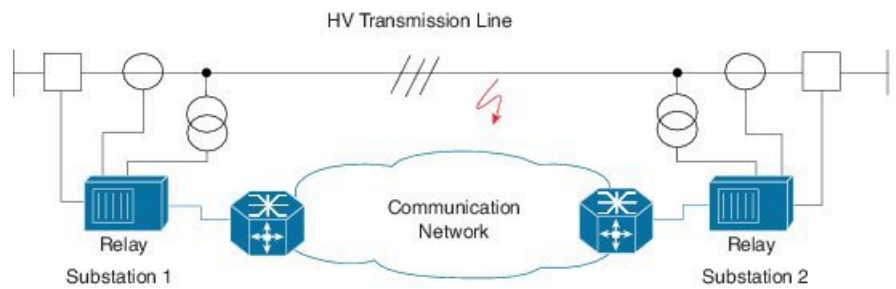 HV Transmission Line
Communication
Network
Relay
Relay
Substation 1
Substation 2